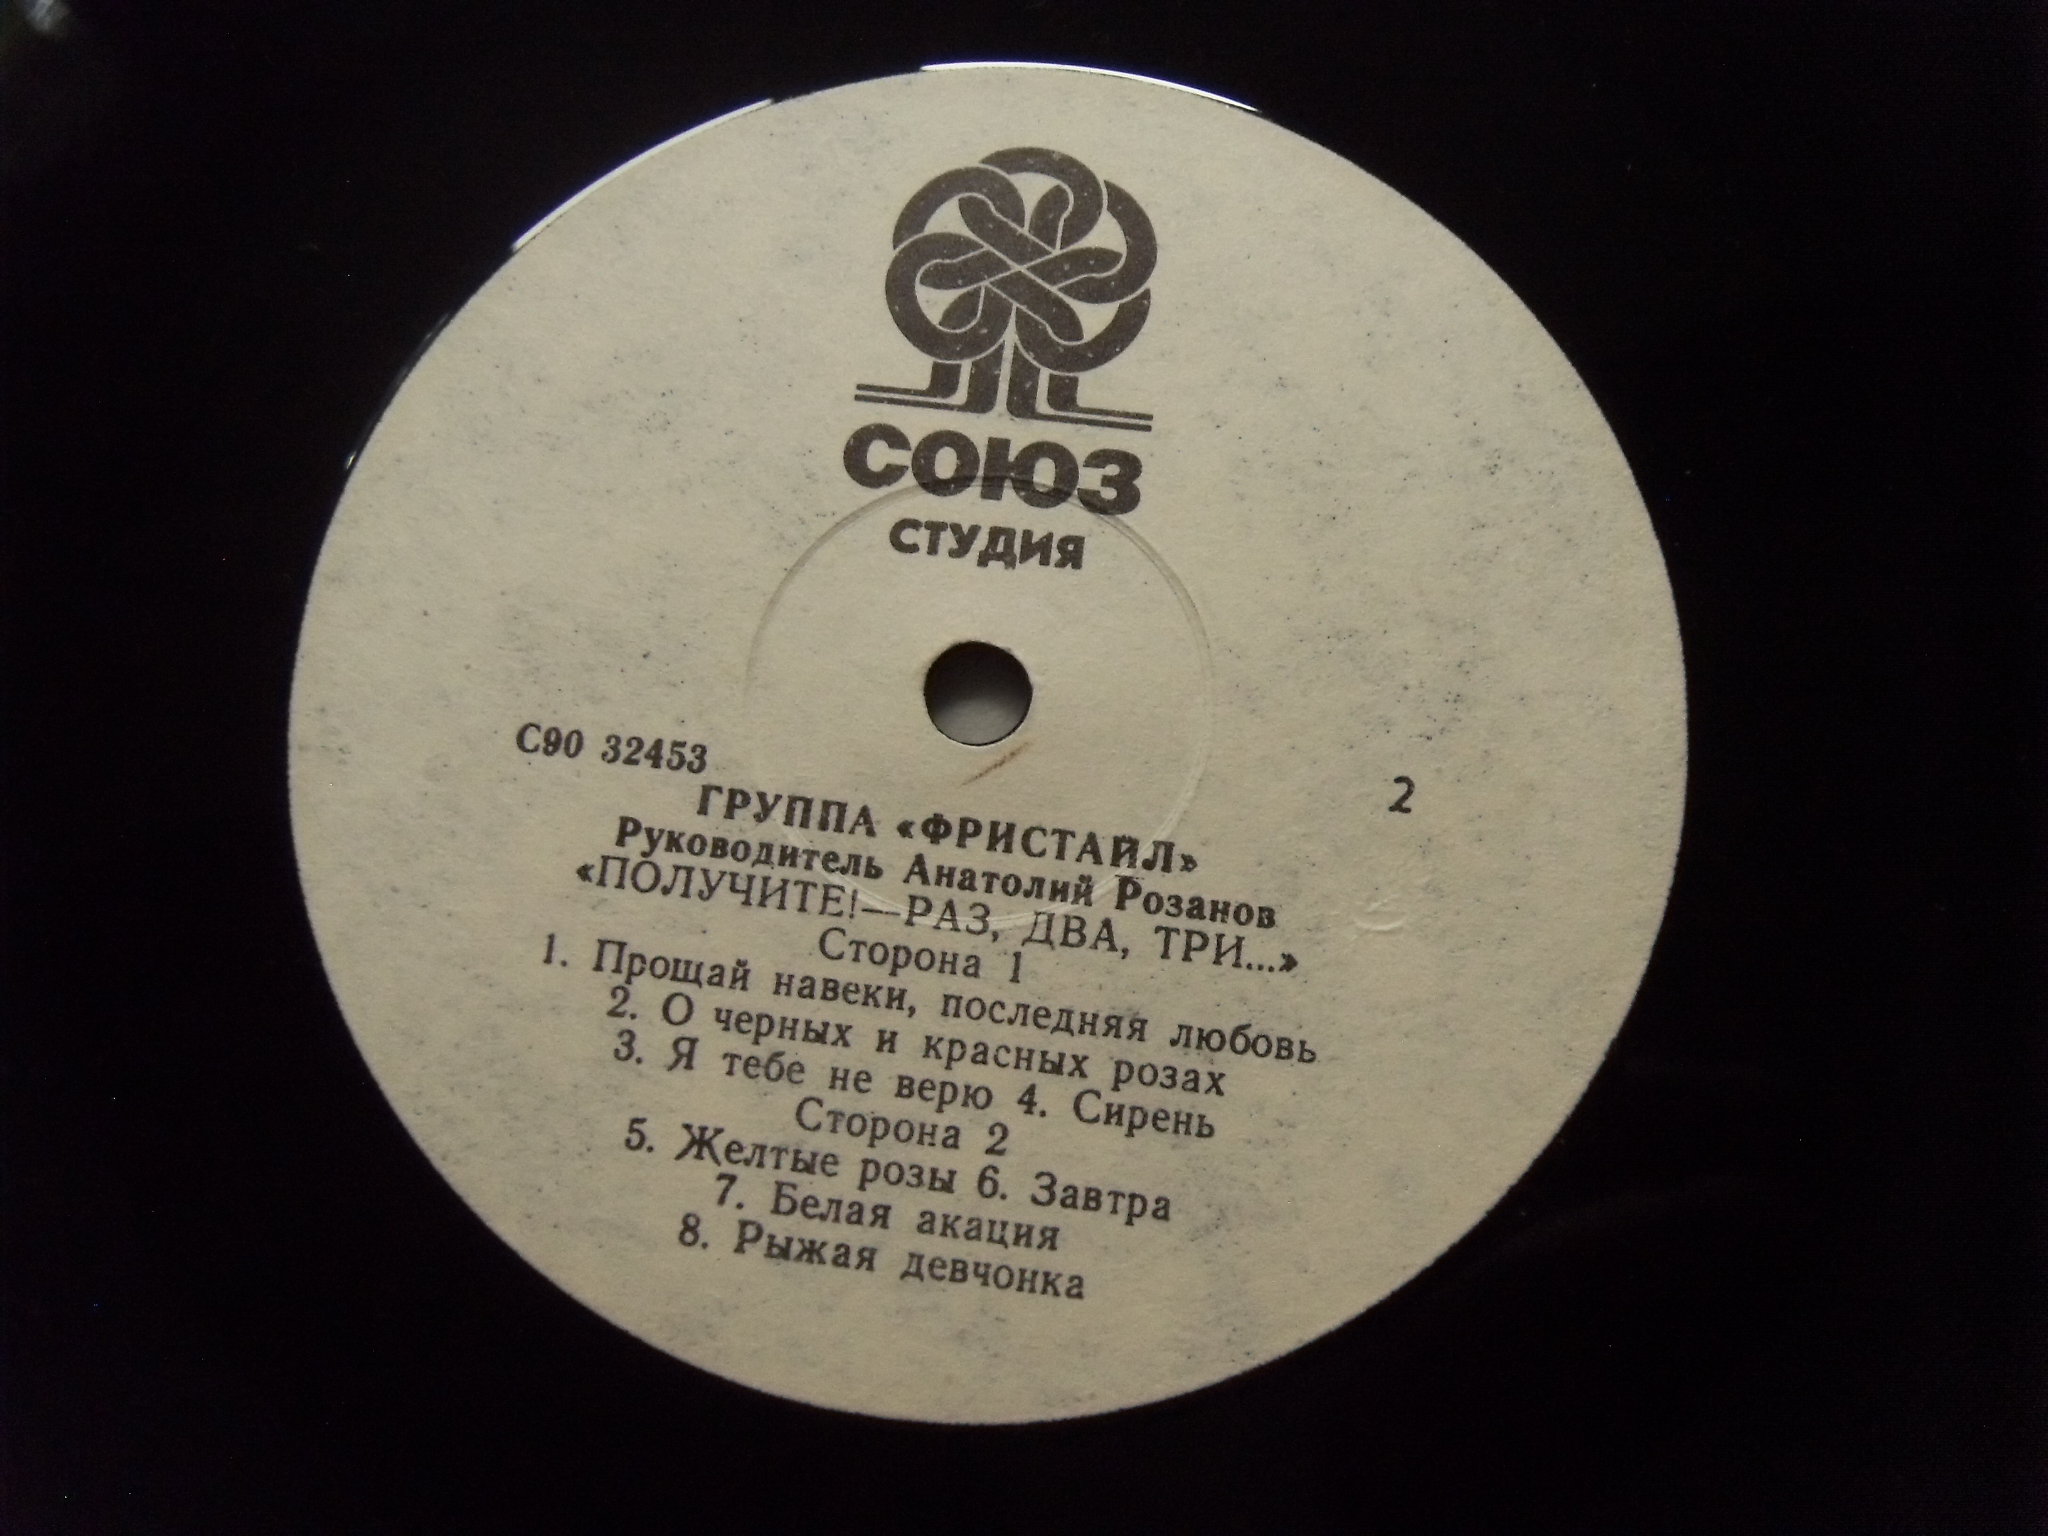 СОЮЗ
СТУДИЯ
С90 32453
2
ГРУППА «ФРИСТАЙЛ»
Руководитель Анатолий Розанов
«ПОЛУЧИТЕ!—РАЗ, ДВА, ТРИ...»
Сторона 1
1. Прощай навеки, последняя любовь
2. О черных и красных розах
3. Я тебе не верю 4. Сирень
Сторона 2
5. Желтые розы 6. Завтра
7. Белая акация
8. Рыжая девчонка